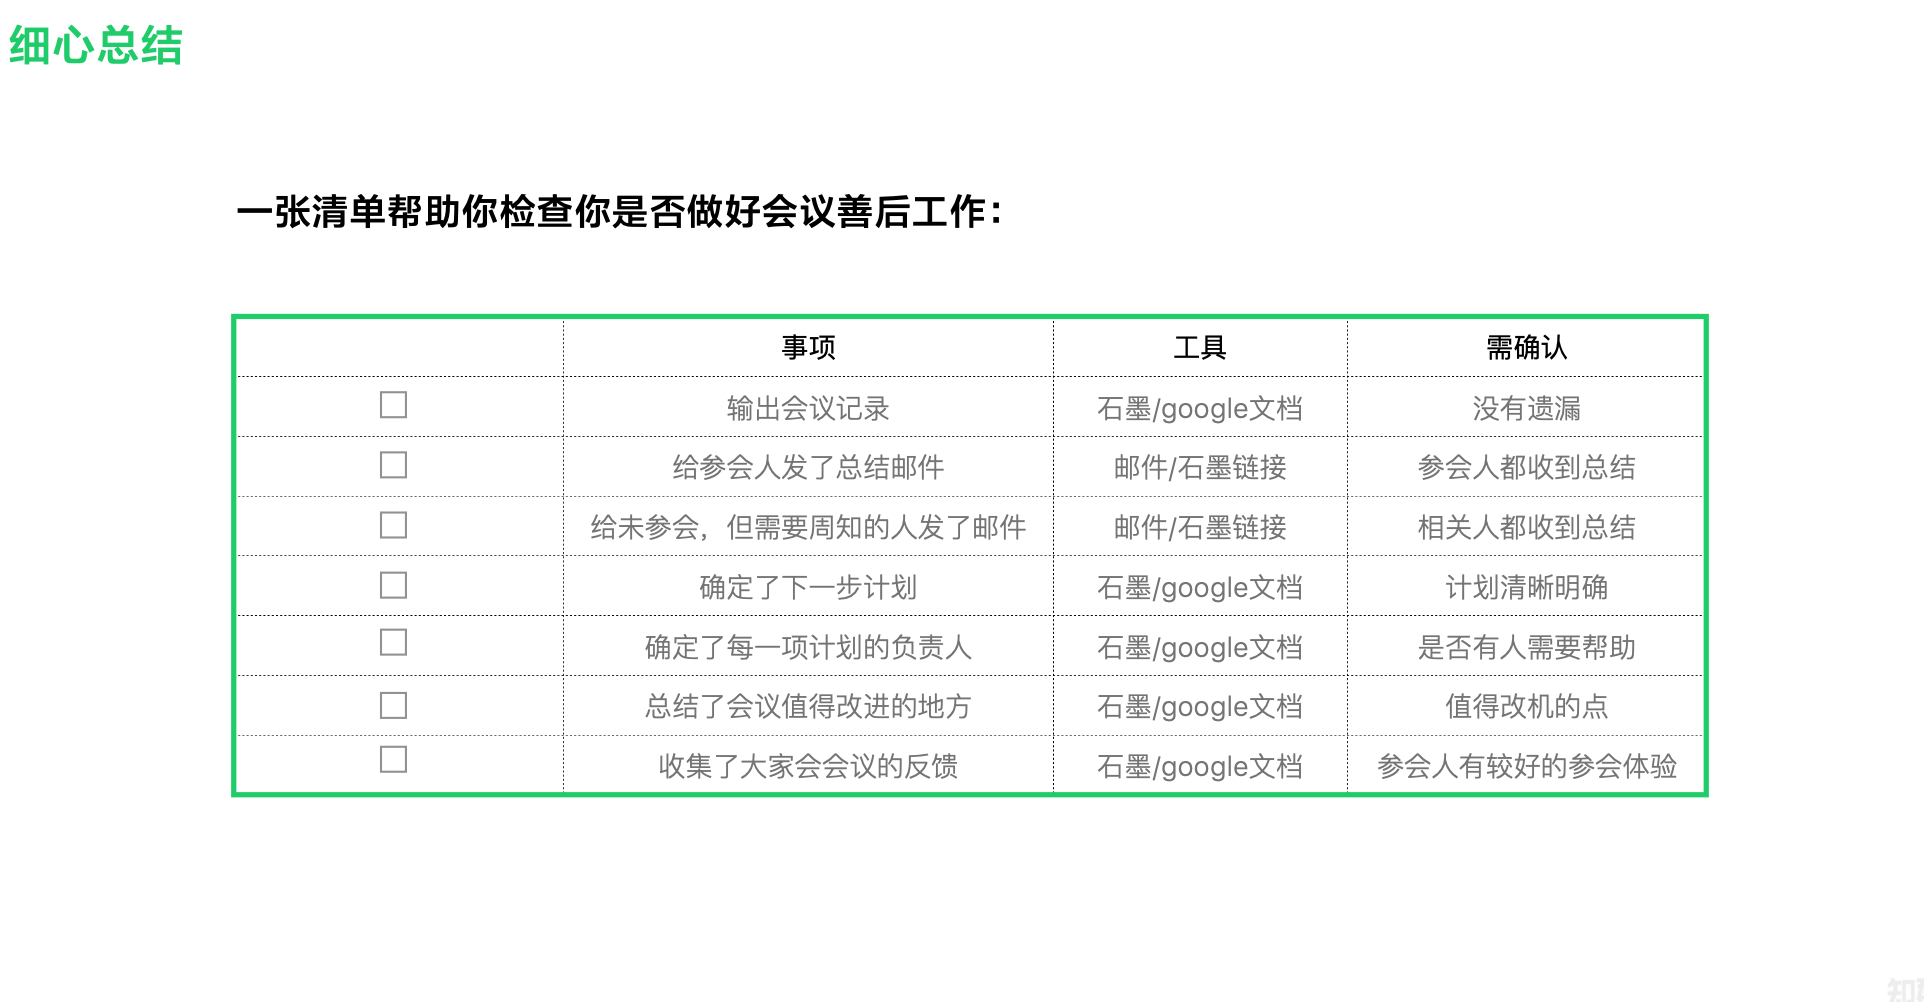 细心总结
一张清单帮助你检查你是否做好会议善后工作：
事项 工具 需确认
输出会议记录 石墨/google文档 没有遗漏
给参会人发了总结邮件 邮件/石墨链接 参会人都收到总结
给未参会，但需要周知的人发了邮件 邮件/石墨链接 相关人都收到总结
确定了下一步计划 石墨/google文档 计划清晰明确
确定了每一项计划的负责人 石墨/google文档 是否有人需要帮助
总结了会议值得改进的地方 石墨/google文档 值得改机的点
收集了大家会会议的反馈 石墨/google文档 参会人有较好的参会体验